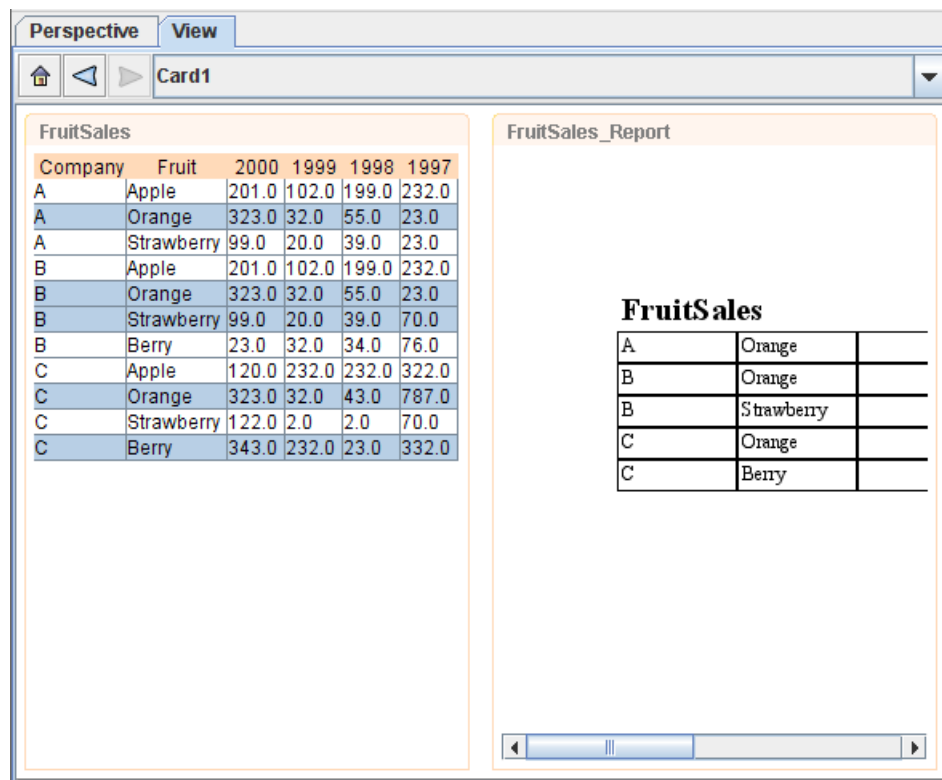 Perspective View
Card1
FruitSales
Company Fruit 2000 1999 1998 1997
A Apple 201.0 102.0 199.0 232.0
A Orange 323.0 32.0 55.0 23.0
A Strawberry 99.0 20.0 39.0 23.0
B Apple 201.0 102.0 199.0 232.0
B Orange 323.0 32.0 55.0 23.0
B Strawberry 99.0 20.0 39.0 70.0
B Berry 23.0 32.0 34.0 76.0
C Apple 120.0 232.0 232.0 322.0
C Orange 323.0 32.0 43.0 787.0
C Strawberry 122.0 2.0 2.0 70.0
C Berry 343.0 232.0 23.0 332.0
FruitSales_Report
FruitSales
A Orange
B Orange
B Strawberry
C Orange
C Berry